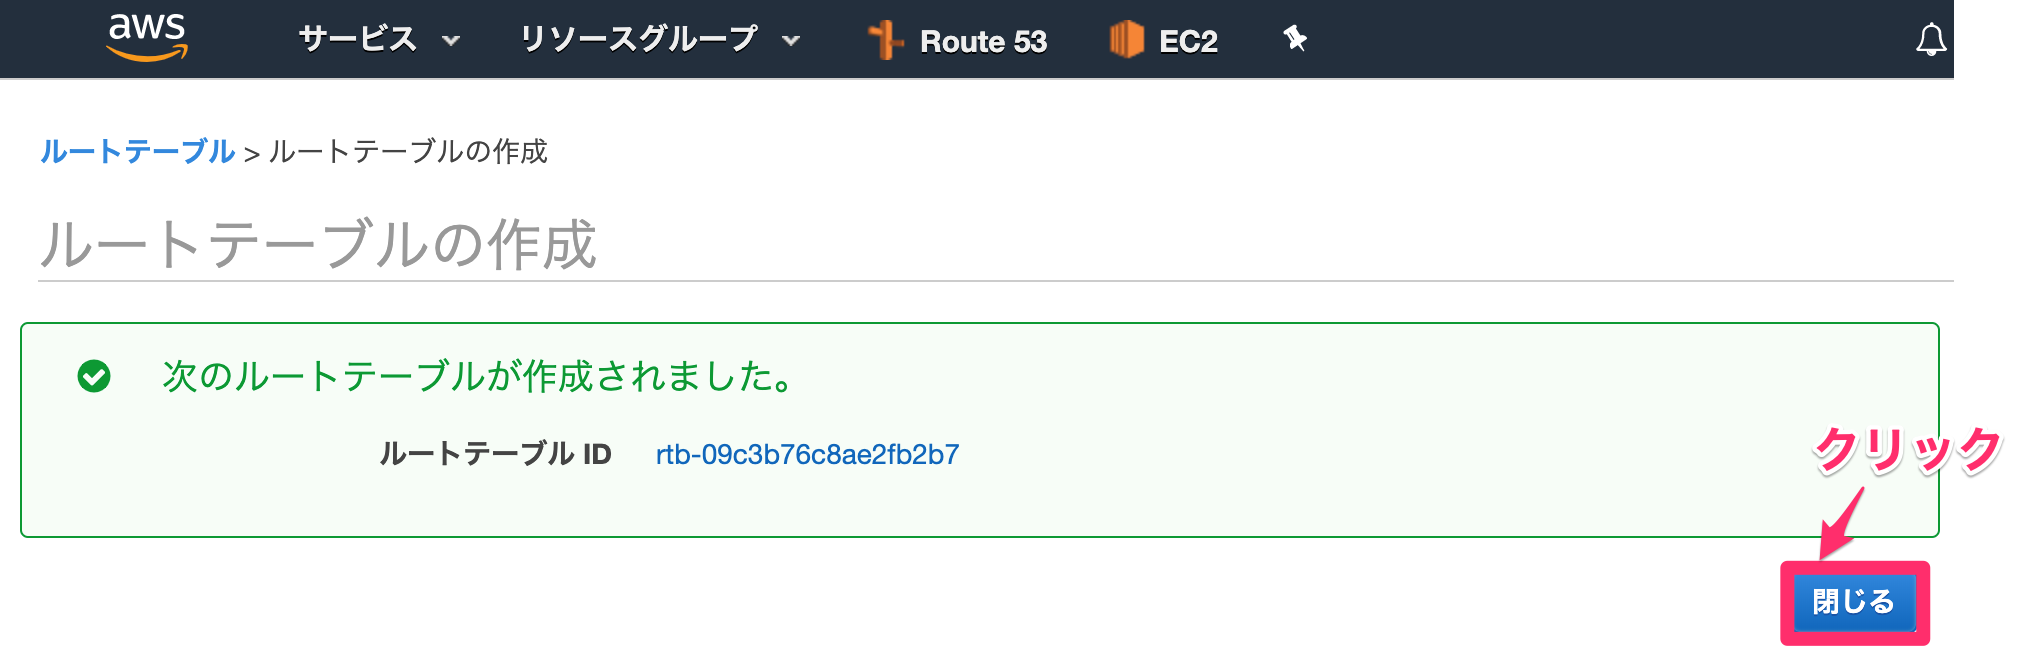 aws サービス リソースグループ Route 53 EC2
ルートテーブル > ルートテーブルの作成
ルートテーブルの作成
次のルートテーブルが作成されました。
ルートテーブル ID rtb-09c3b76c8ae2fb2b7
クリック
閉じる